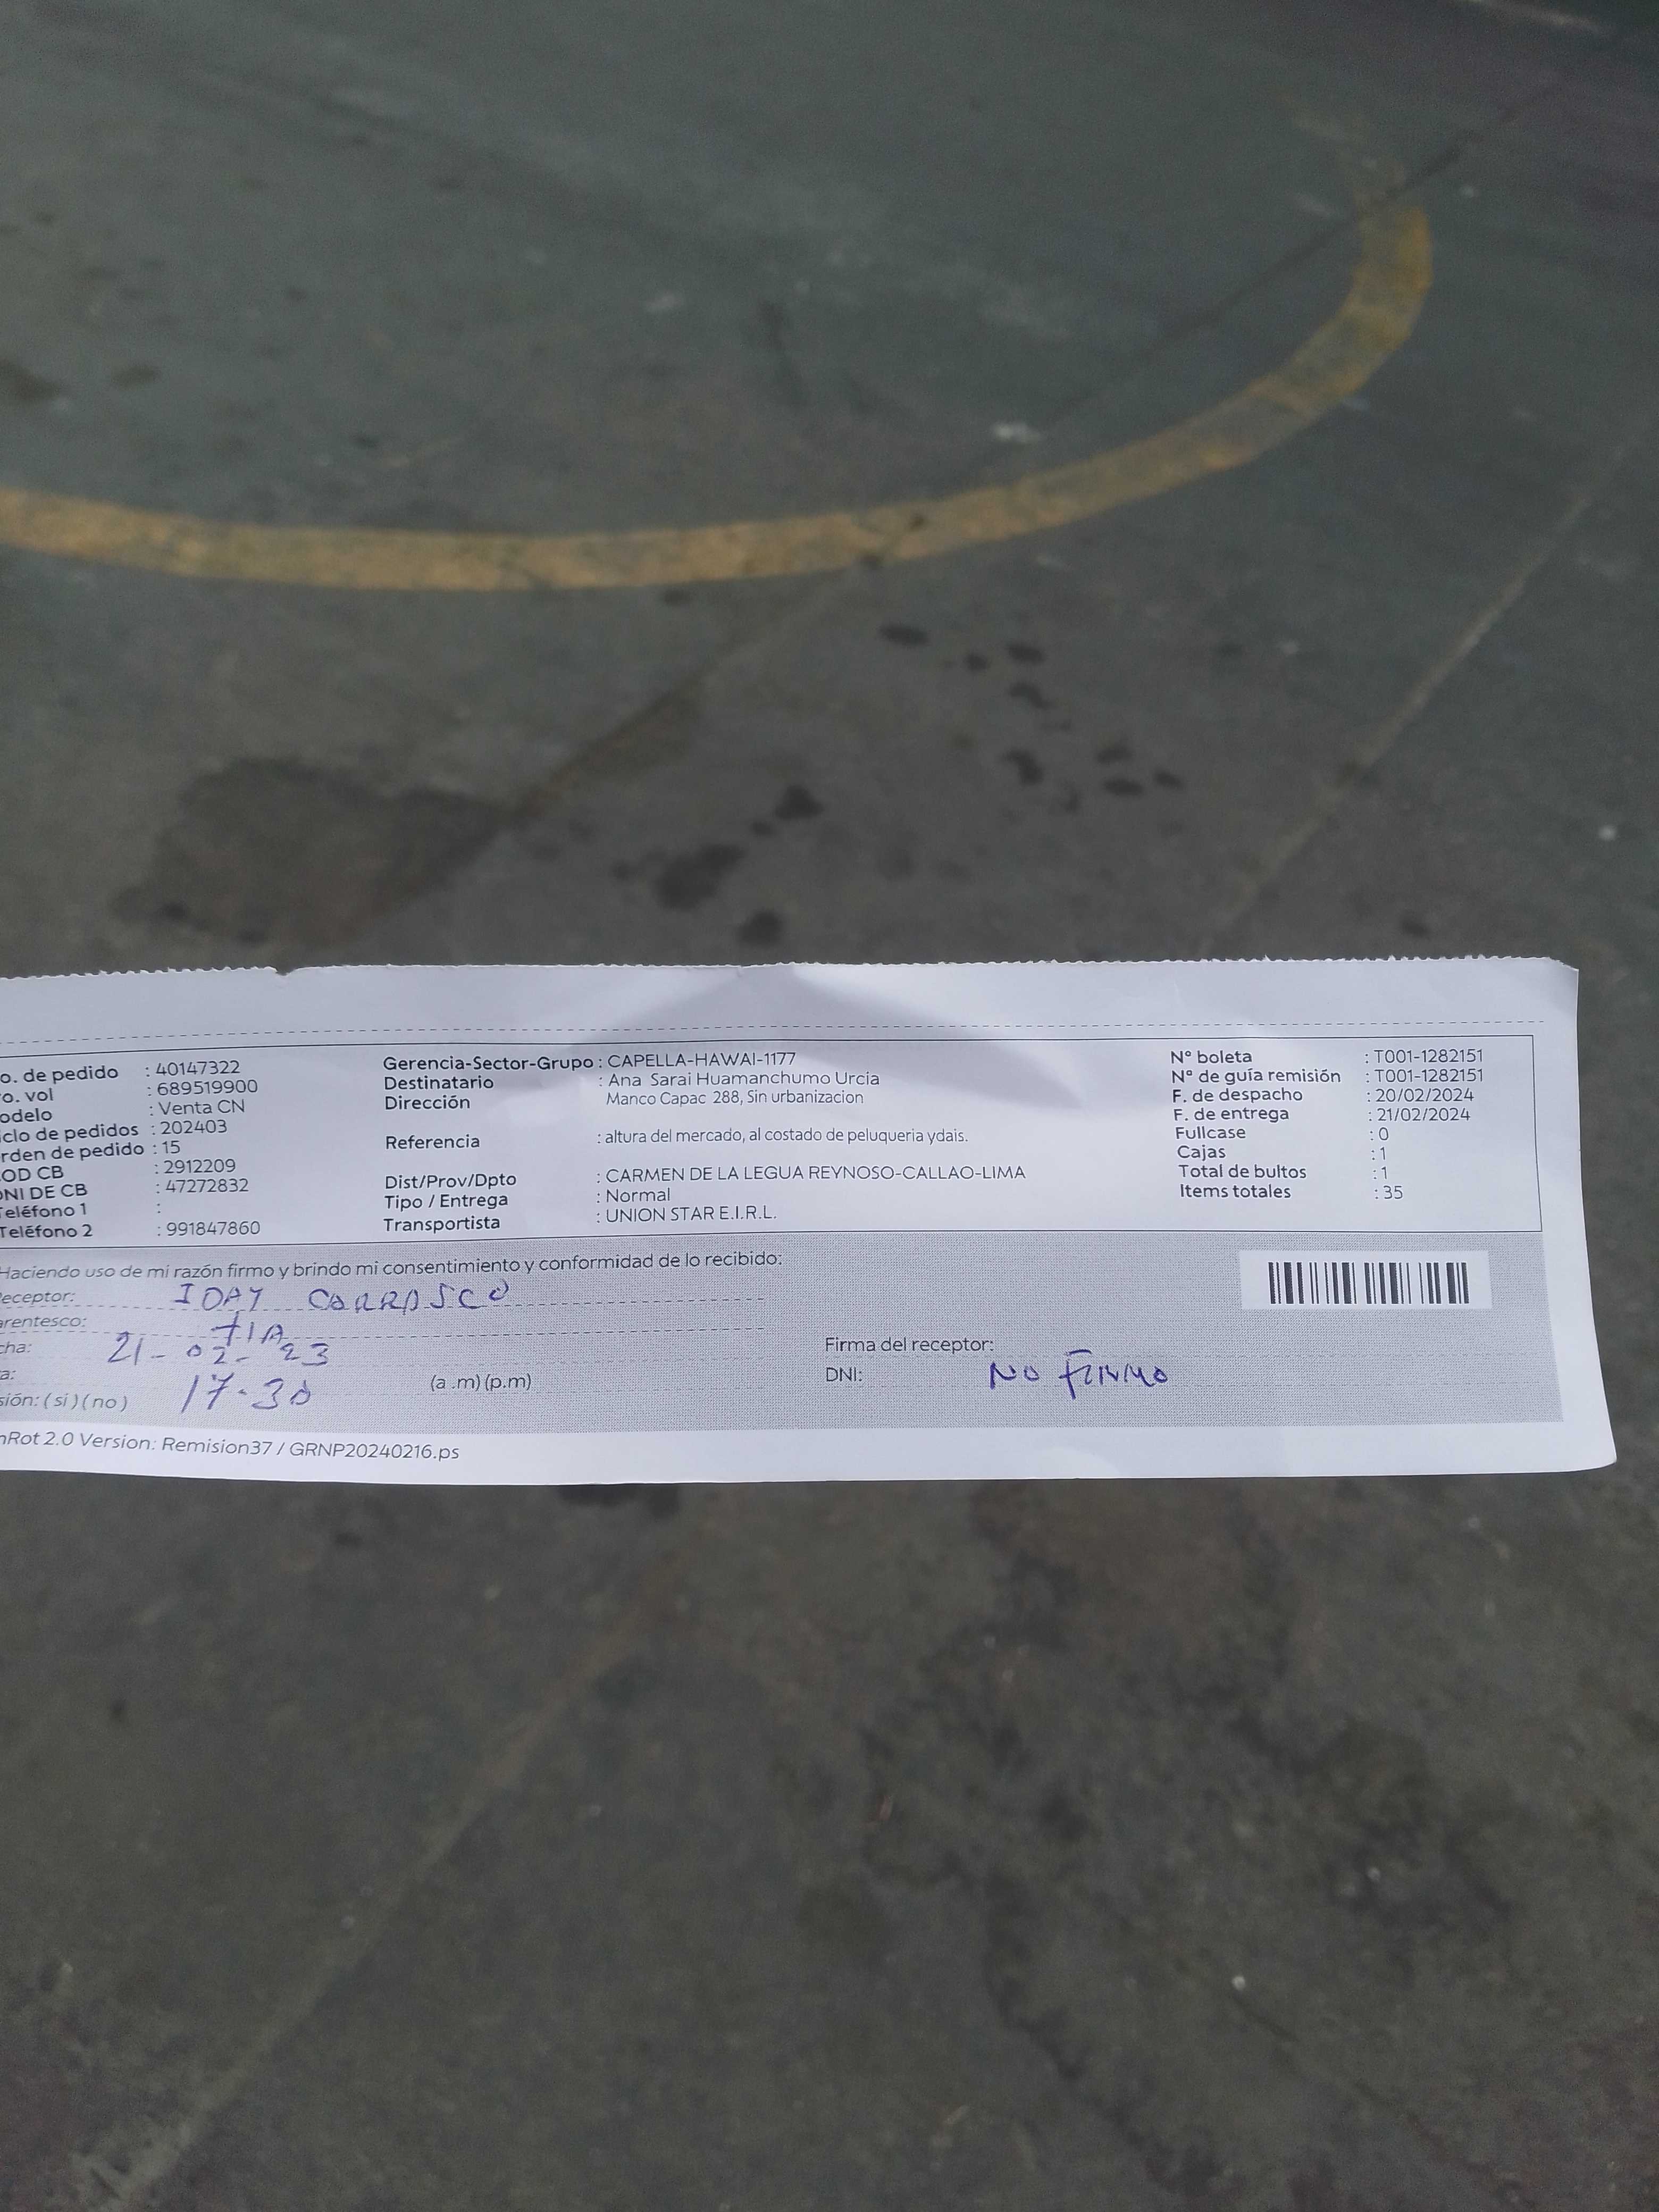 o. de pedido : 40147322
ro. vol : 689519900
odelo : Venta CN
iclo de pedidos : 202403
rden de pedido : 15
OD CB : 2912209
DNI DE CB : 47272832
Teléfono 1 :
Teléfono 2 : 991847860
Gerencia-Sector-Grupo : CAPELLA-HAWAI-1177
Destinatario : Ana Sarai Huamanchumo Urcia
Dirección Manco Capac 288, Sin urbanizacion
Referencia : altura del mercado, al costado de peluqueria ydais.
Dist/Prov/Dpto : CARMEN DE LA LEGUA REYNOSO-CALLAO-LIMA
Tipo / Entrega : Normal
Transportista : UNION STAR E.I.R.L.
N° boleta : T001-1282151
N° de guía remisión : T001-1282151
F. de despacho : 20/02/2024
F. de entrega : 21/02/2024
Fullcase : 0
Cajas : 1
Total de bultos : 1
Items totales : 35
Haciendo uso de mi razón firmo y brindo mi consentimiento y conformidad de lo recibido:
eceptor: IDAY CARRASCO
arentesco: TIA
cha: 21-02-23
a: 17-30 (a .m) (p.m)
sión: ( si ) ( no )
Firma del receptor:
DNI: NO FIRMO
nRot 2.0 Version: Remision37 / GRNP20240216.ps